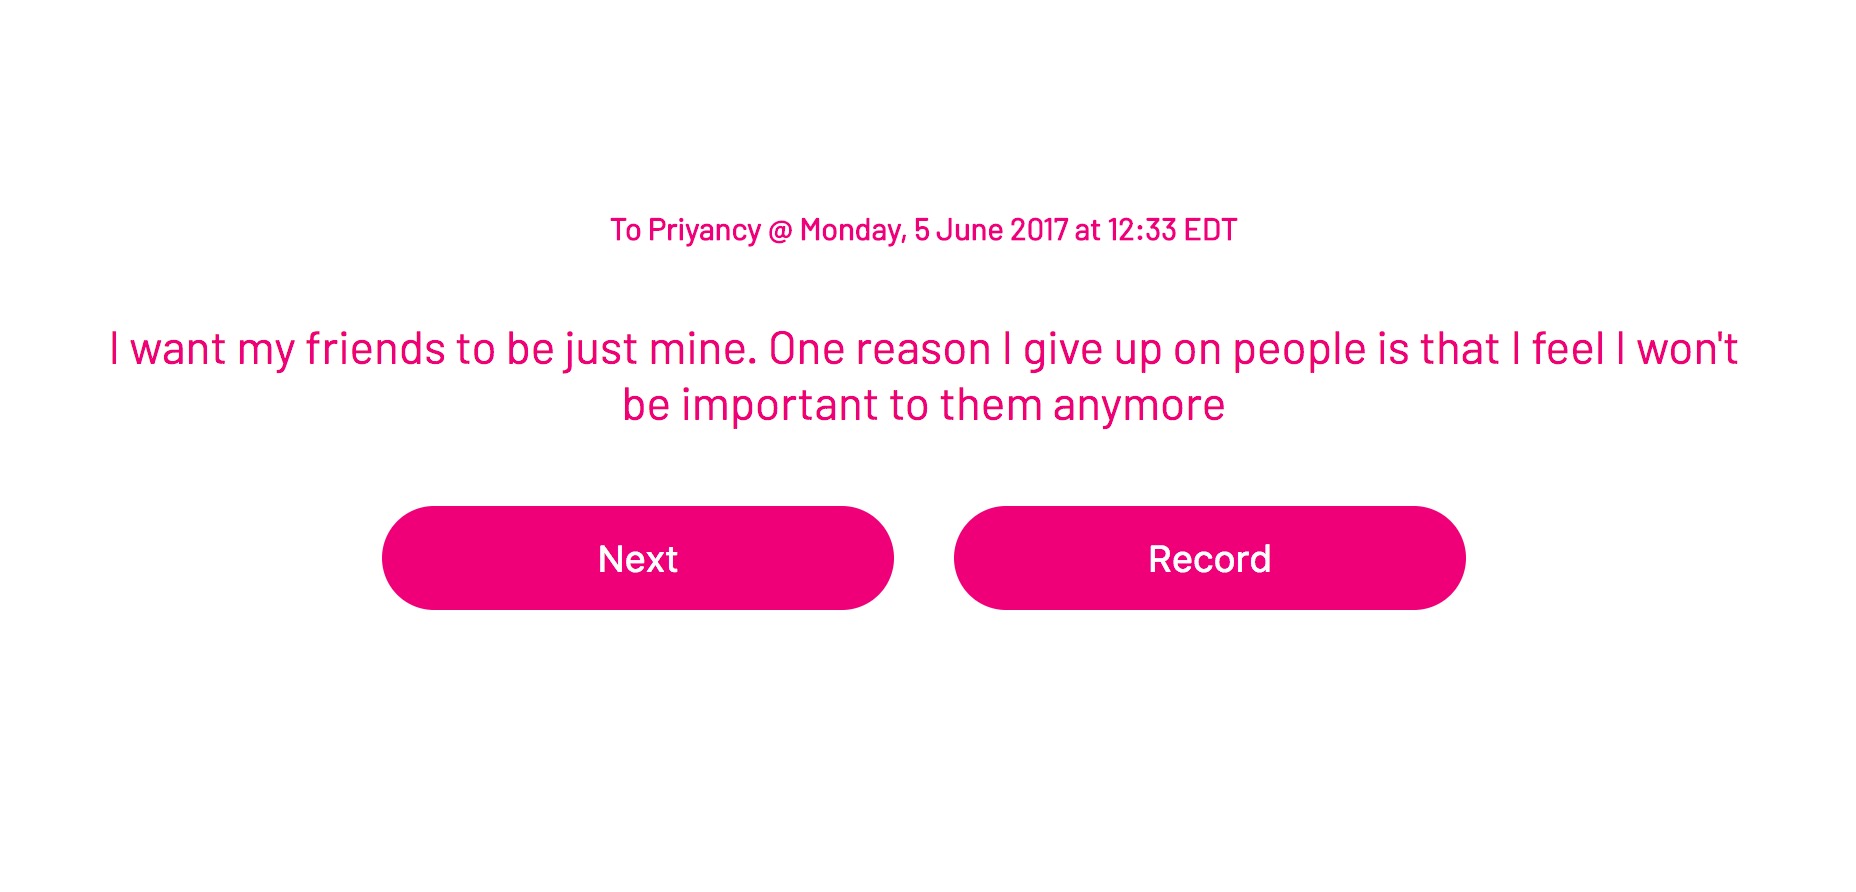 To Priyancy @ Monday, 5 June 2017 at 12:33 EDT
I want my friends to be just mine. One reason I give up on people is that I feel I won't
be important to them anymore
Next
Record